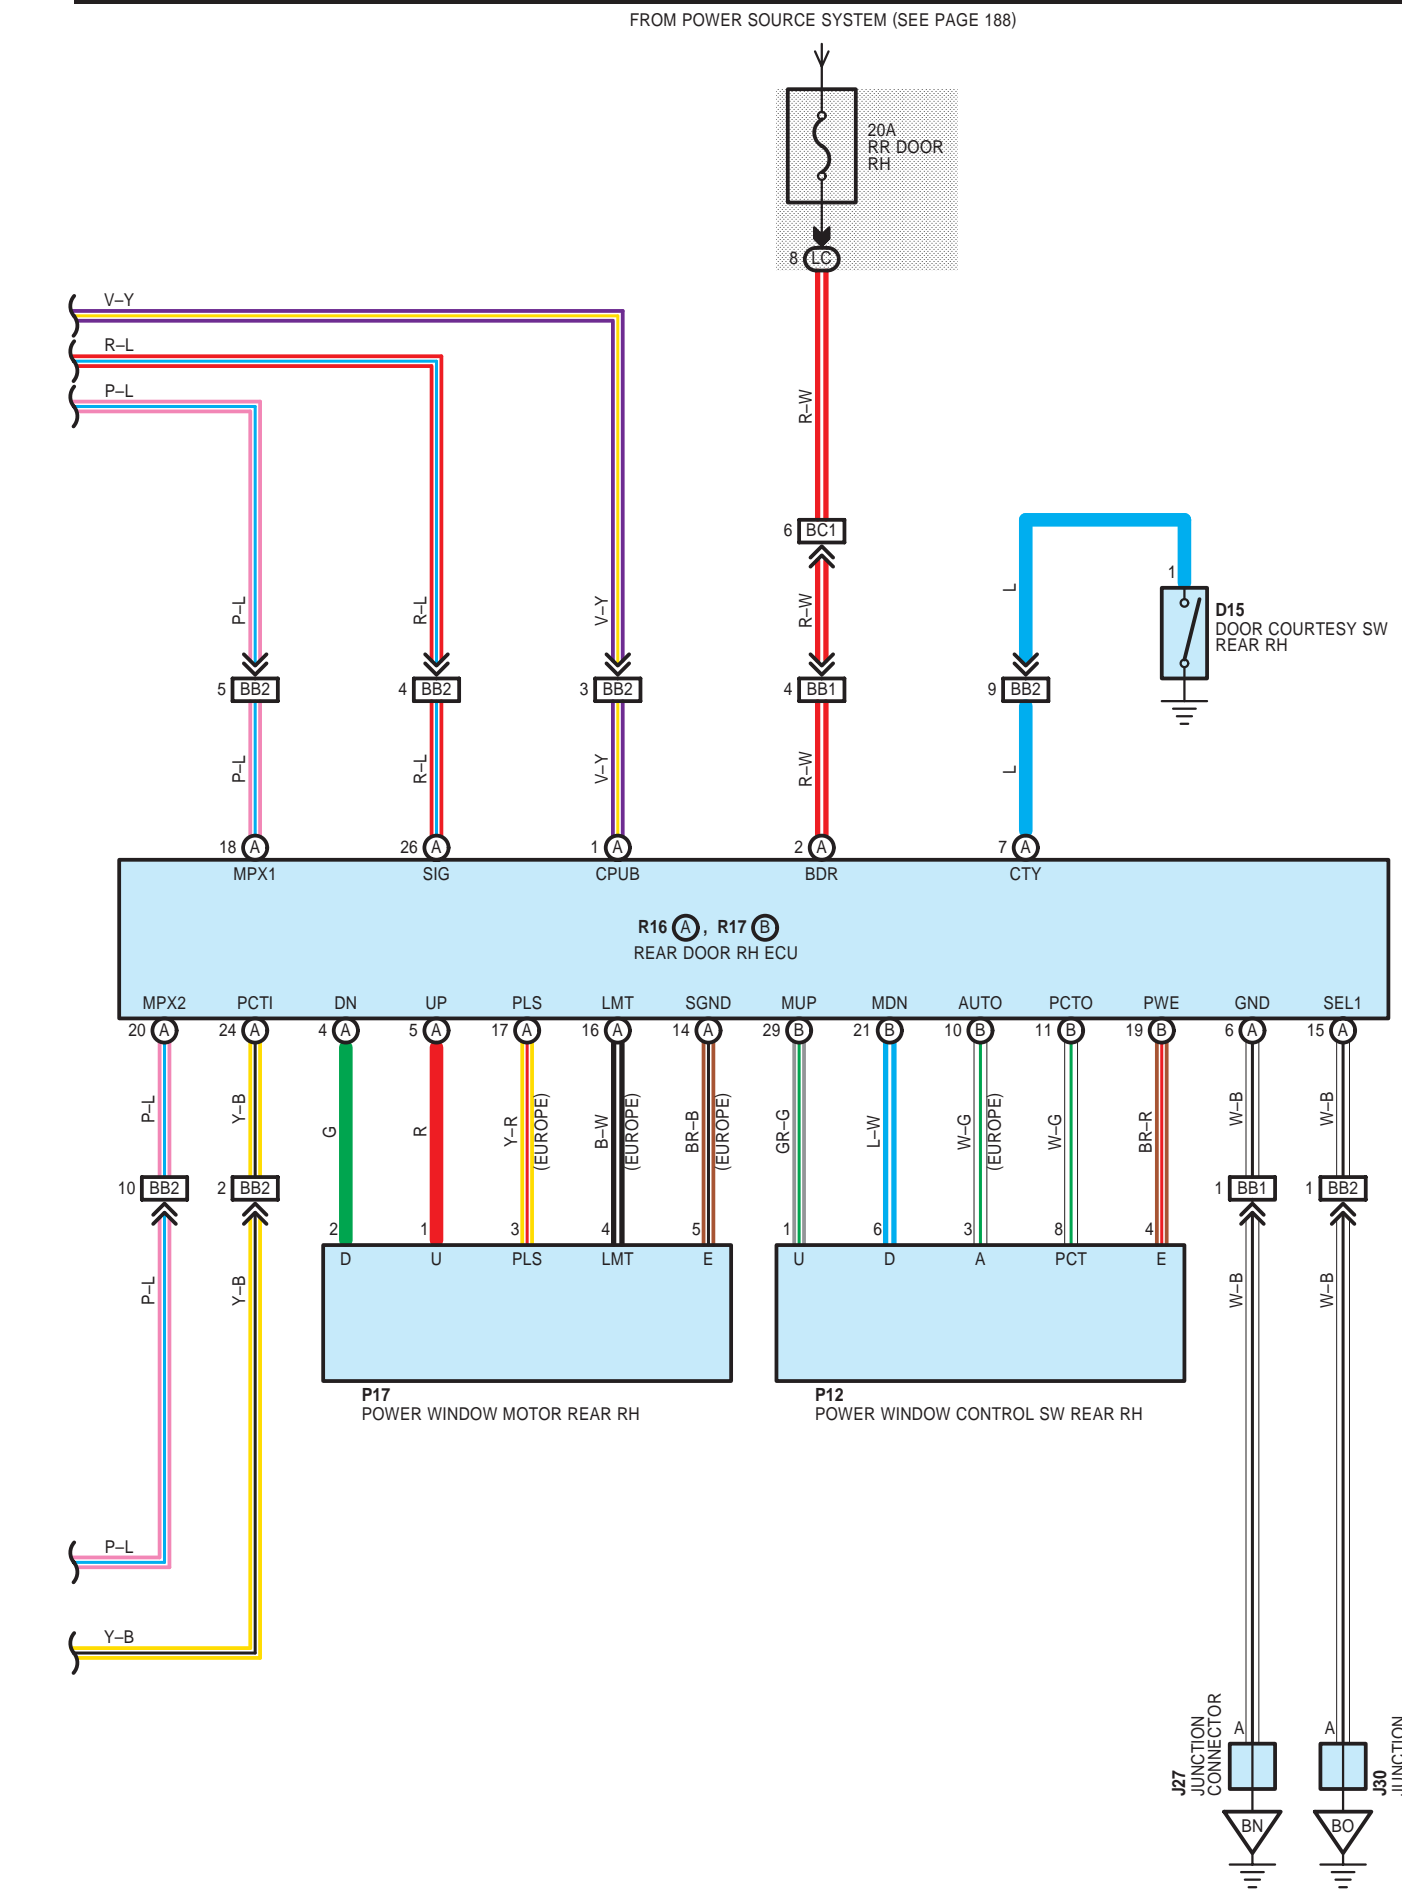 FROM POWER SOURCE SYSTEM (SEE PAGE 188)
20A
RR DOOR
RH
8 LC
V–Y
R–L
P–L
R–W
6 BC1
1
D15
DOOR COURTESY SW
REAR RH
P–L
R–L
V–Y
R–W
L
5 BB2
4 BB2
3 BB2
4 BB1
9 BB2
P–L
R–L
V–Y
R–W
L
18 A
26 A
1 A
2 A
7 A
MPX1
SIG
CPUB
BDR
CTY
R16 A , R17 B
REAR DOOR RH ECU
MPX2
PCTI
DN
UP
PLS
LMT
SGND
MUP
MDN
AUTO
PCTO
PWE
GND
SEL1
20 A
24 A
4 A
5 A
17 A
16 A
14 A
29 B
21 B
10 B
11 B
19 B
6 A
15 A
P–L
Y–B
G
R
Y–R
(EUROPE)
B–W
(EUROPE)
BR–B
(EUROPE)
GR–G
L–W
W–G
(EUROPE)
W–G
BR–R
W–B
W–B
10 BB2
2 BB2
1 BB1
1 BB2
2
1
3
4
5
1
6
3
8
4
D
U
PLS
LMT
E
U
D
A
PCT
E
P–L
Y–B
W–B
W–B
P17
POWER WINDOW MOTOR REAR RH
P12
POWER WINDOW CONTROL SW REAR RH
P–L
Y–B
A
A
J27
JUNCTION
CONNECTOR
J30
JUNCTION
BN
BO